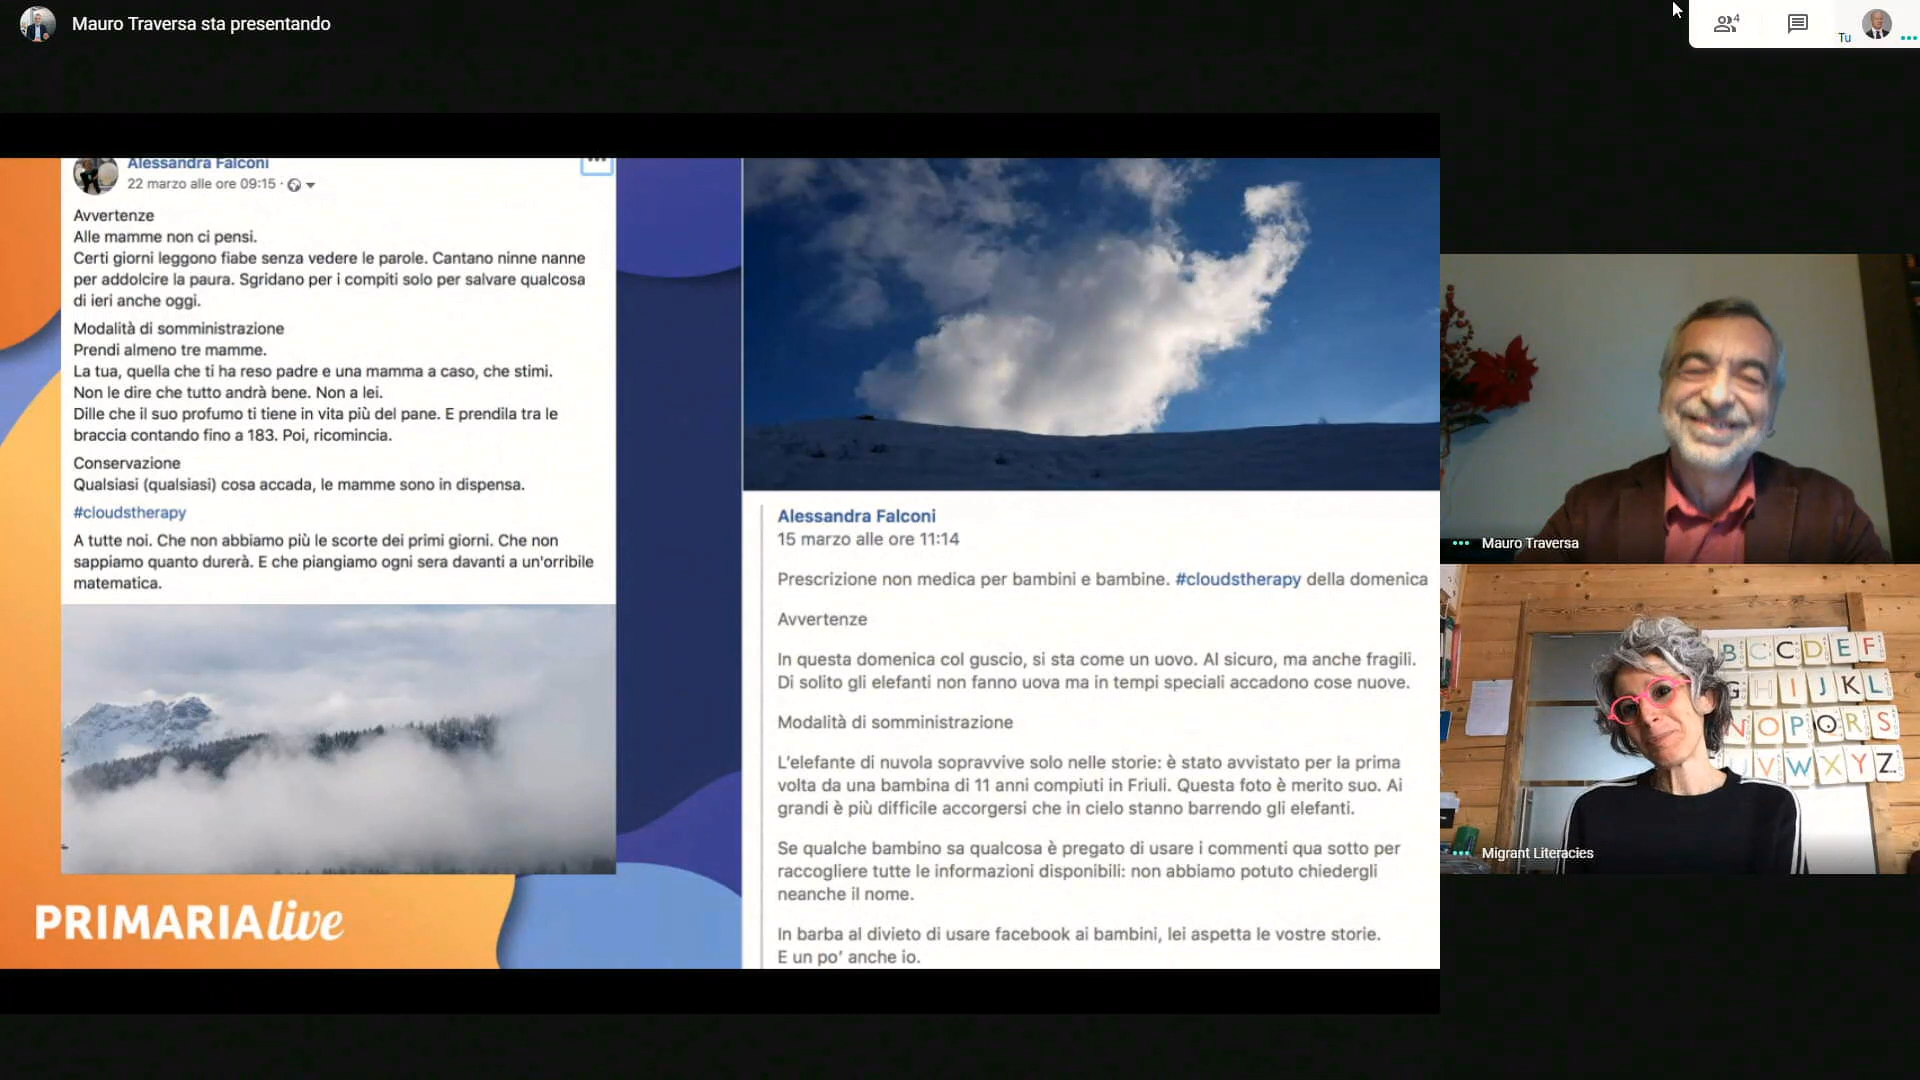 Mauro Traversa sta presentando
4
Tu
Alessandra Falconi
22 marzo alle ore 09:15 ·
Avvertenze
Alle mamme non ci pensi.
Certi giorni leggono fiabe senza vedere le parole. Cantano ninne nanne
per addolcire la paura. Sgridano per i compiti solo per salvare qualcosa
di ieri anche oggi.
Modalità di somministrazione
Prendi almeno tre mamme.
La tua, quella che ti ha reso padre e una mamma a caso, che stimi.
Non le dire che tutto andrà bene. Non a lei.
Dille che il suo profumo ti tiene in vita più del pane. E prendila tra le
braccia contando fino a 183. Poi, ricomincia.
Conservazione
Qualsiasi (qualsiasi) cosa accada, le mamme sono in dispensa.
#cloudstherapy
A tutte noi. Che non abbiamo più le scorte dei primi giorni. Che non
sappiamo quanto durerà. E che piangiamo ogni sera davanti a un'orribile
matematica.
PRIMARIAlive
Alessandra Falconi
15 marzo alle ore 11:14
Prescrizione non medica per bambini e bambine. #cloudstherapy della domenica
Avvertenze
In questa domenica col guscio, si sta come un uovo. Al sicuro, ma anche fragili.
Di solito gli elefanti non fanno uova ma in tempi speciali accadono cose nuove.
Modalità di somministrazione
L'elefante di nuvola sopravvive solo nelle storie: è stato avvistato per la prima
volta da una bambina di 11 anni compiuti in Friuli. Questa foto è merito suo. Ai
grandi è più difficile accorgersi che in cielo stanno barrendo gli elefanti.
Se qualche bambino sa qualcosa è pregato di usare i commenti qua sotto per
raccogliere tutte le informazioni disponibili: non abbiamo potuto chiedergli
neanche il nome.
In barba al divieto di usare facebook ai bambini, lei aspetta le vostre storie.
E un po' anche io.
Mauro Traversa
B C D E F
G H I J K L
N O P Q R S
U V W X Y Z
Migrant Literacies